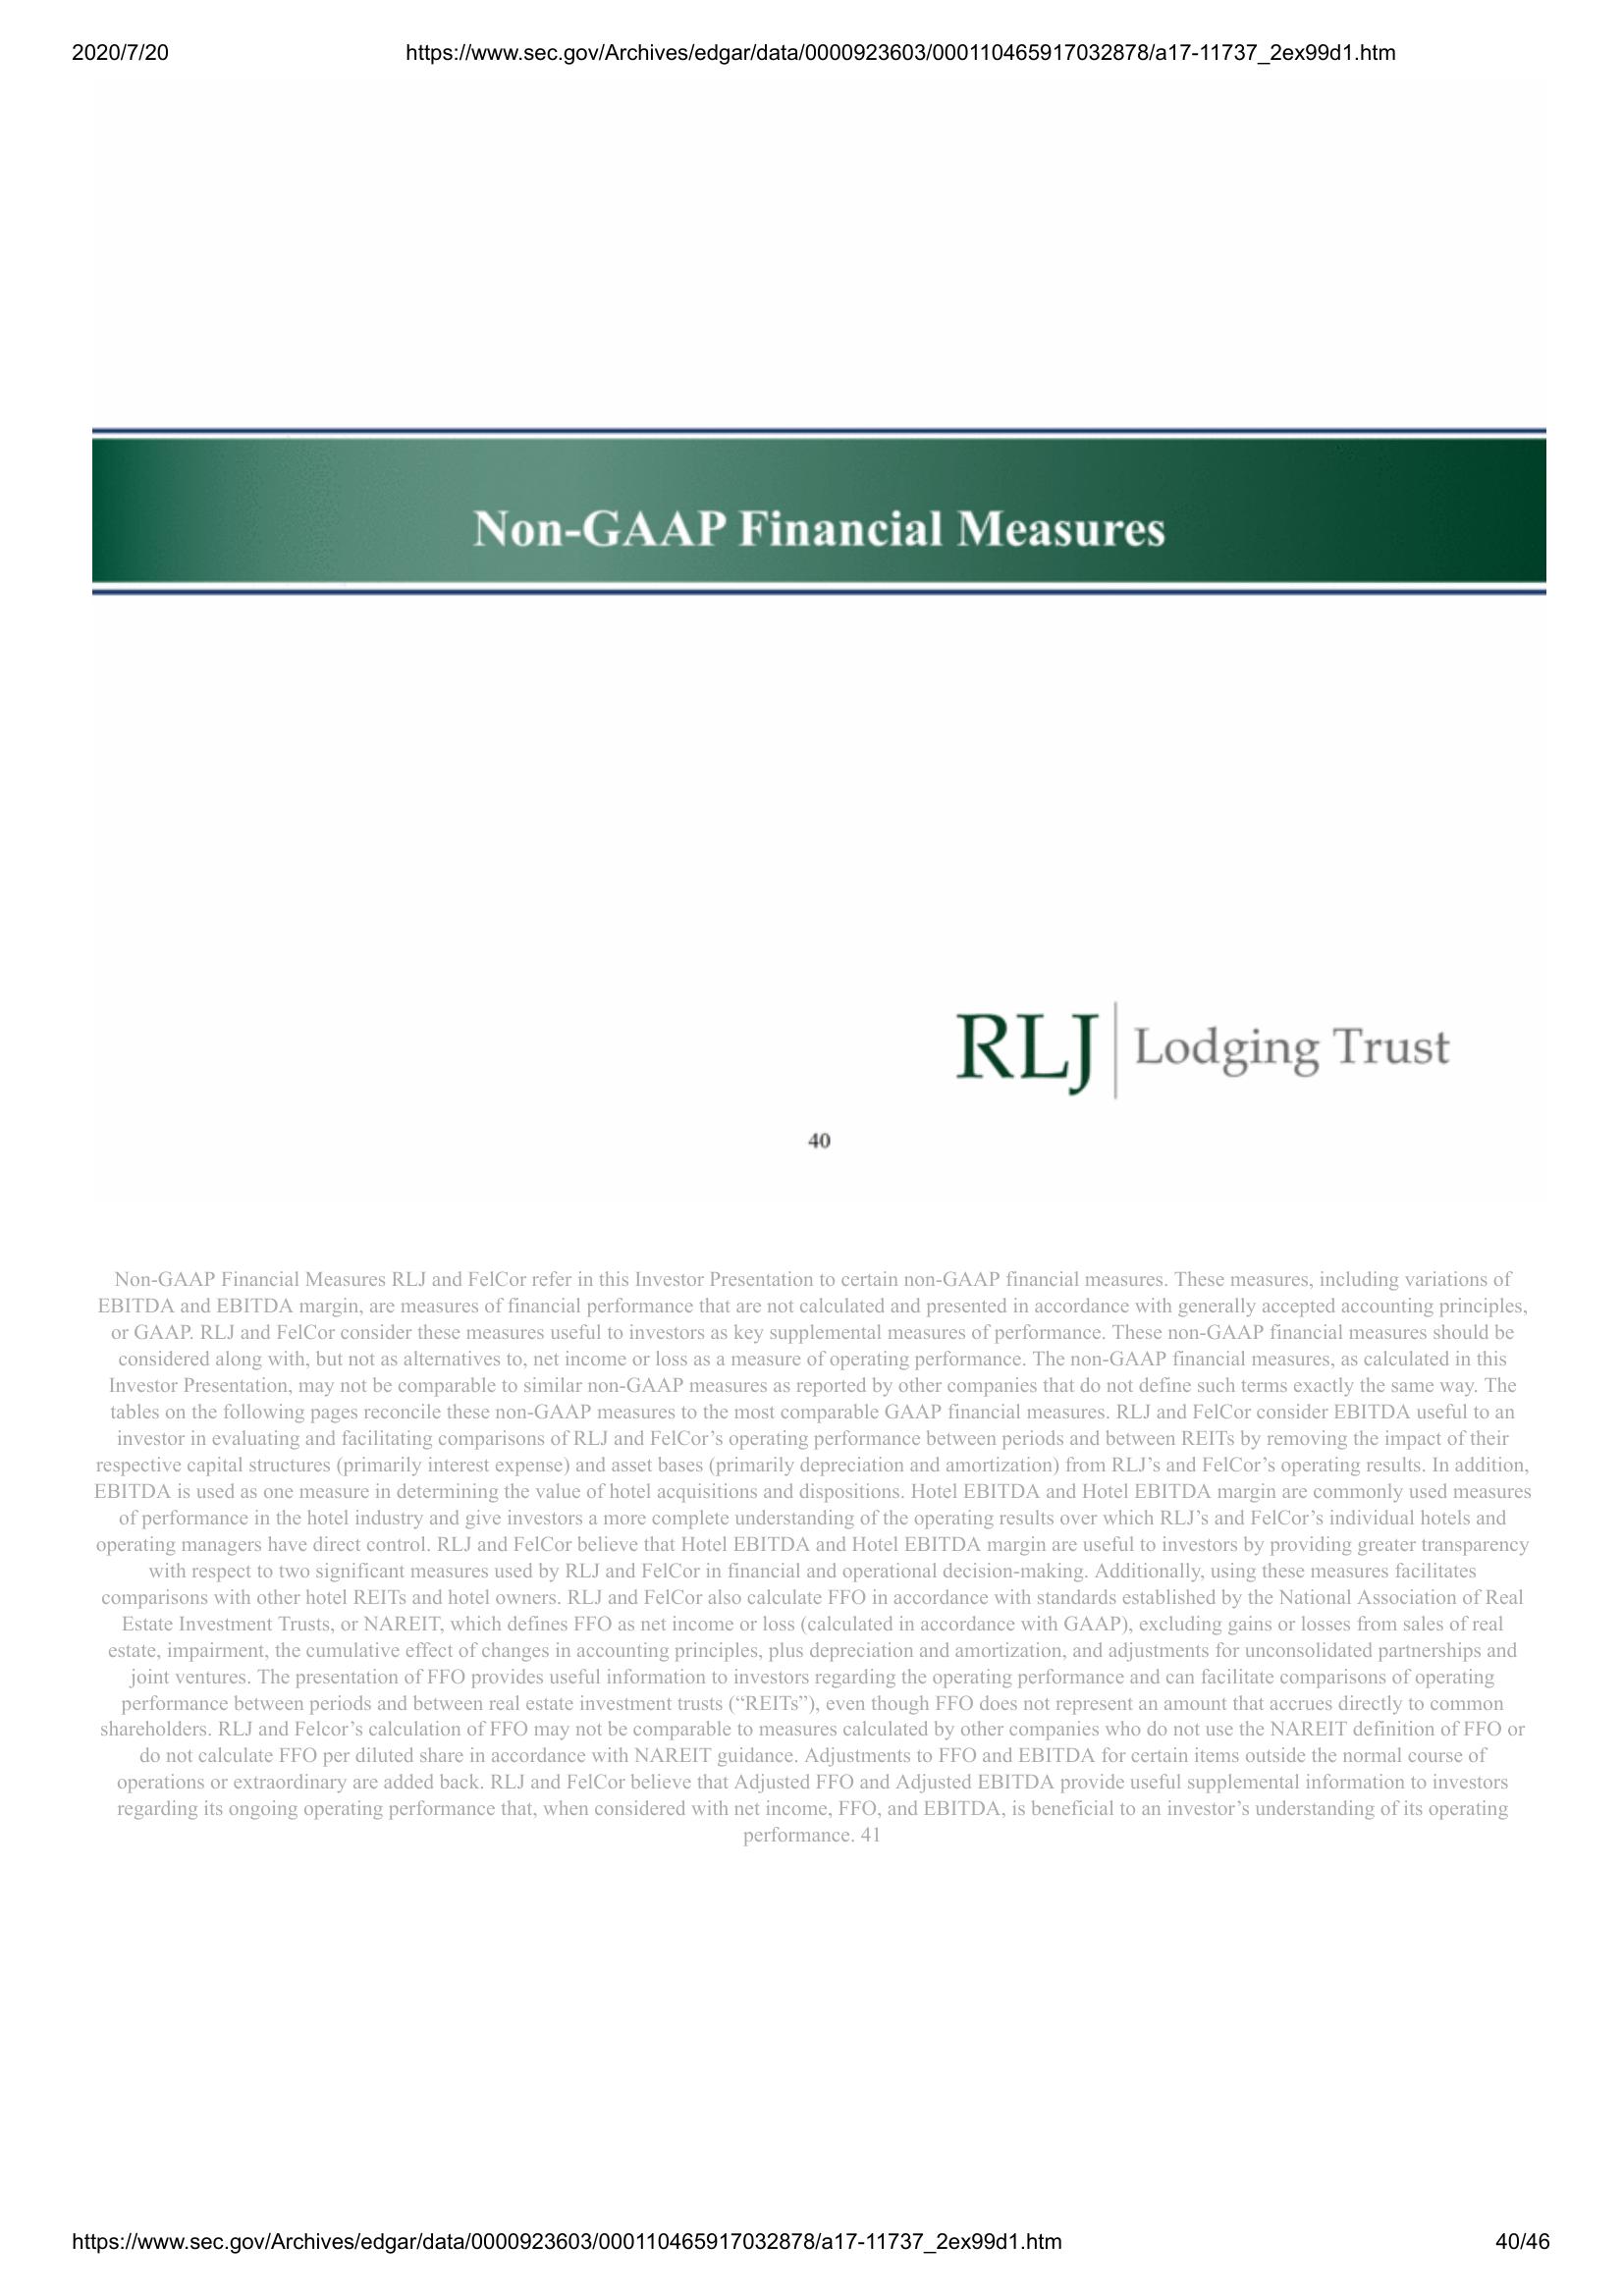 2020/7/20 https://www.sec.gov/Archives/edgar/data/0000923603/000110465917032878/a17-11737_2ex99d1.htm
Non-GAAP Financial Measures
RLJ Lodging Trust
40
Non-GAAP Financial Measures RLJ and FelCor refer in this Investor Presentation to certain non-GAAP financial measures. These measures, including variations of
EBITDA and EBITDA margin, are measures of financial performance that are not calculated and presented in accordance with generally accepted accounting principles,
or GAAP. RLJ and FelCor consider these measures useful to investors as key supplemental measures of performance. These non-GAAP financial measures should be
considered along with, but not as alternatives to, net income or loss as a measure of operating performance. The non-GAAP financial measures, as calculated in this
Investor Presentation, may not be comparable to similar non-GAAP measures as reported by other companies that do not define such terms exactly the same way. The
tables on the following pages reconcile these non-GAAP measures to the most comparable GAAP financial measures. RLJ and FelCor consider EBITDA useful to an
investor in evaluating and facilitating comparisons of RLJ and FelCor’s operating performance between periods and between REITs by removing the impact of their
respective capital structures (primarily interest expense) and asset bases (primarily depreciation and amortization) from RLJ’s and FelCor’s operating results. In addition,
EBITDA is used as one measure in determining the value of hotel acquisitions and dispositions. Hotel EBITDA and Hotel EBITDA margin are commonly used measures
of performance in the hotel industry and give investors a more complete understanding of the operating results over which RLJ’s and FelCor’s individual hotels and
operating managers have direct control. RLJ and FelCor believe that Hotel EBITDA and Hotel EBITDA margin are useful to investors by providing greater transparency
with respect to two significant measures used by RLJ and FelCor in financial and operational decision-making. Additionally, using these measures facilitates
comparisons with other hotel REITs and hotel owners. RLJ and FelCor also calculate FFO in accordance with standards established by the National Association of Real
Estate Investment Trusts, or NAREIT, which defines FFO as net income or loss (calculated in accordance with GAAP), excluding gains or losses from sales of real
estate, impairment, the cumulative effect of changes in accounting principles, plus depreciation and amortization, and adjustments for unconsolidated partnerships and
joint ventures. The presentation of FFO provides useful information to investors regarding the operating performance and can facilitate comparisons of operating
performance between periods and between real estate investment trusts (“REITs”), even though FFO does not represent an amount that accrues directly to common
shareholders. RLJ and Felcor’s calculation of FFO may not be comparable to measures calculated by other companies who do not use the NAREIT definition of FFO or
do not calculate FFO per diluted share in accordance with NAREIT guidance. Adjustments to FFO and EBITDA for certain items outside the normal course of
operations or extraordinary are added back. RLJ and FelCor believe that Adjusted FFO and Adjusted EBITDA provide useful supplemental information to investors
regarding its ongoing operating performance that, when considered with net income, FFO, and EBITDA, is beneficial to an investor’s understanding of its operating
performance. 41
https://www.sec.gov/Archives/edgar/data/0000923603/000110465917032878/a17-11737_2ex99d1.htm 40/46